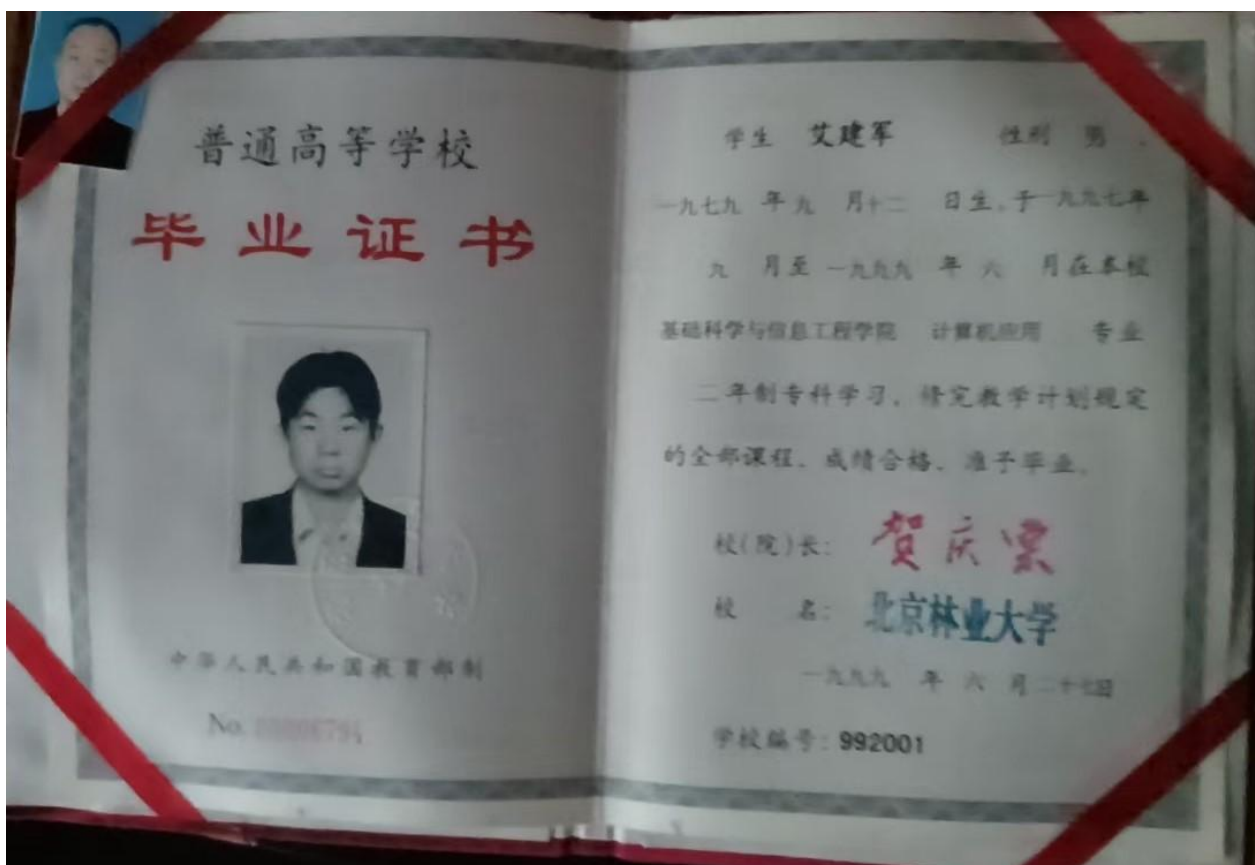 普通高等学校
毕业证书
中华人民共和国教育部制
No.
学生 艾建军 性别 男 .
一九七九 年 九 月十二 日生,于一九九七年
九 月至 一九九九 年 六 月在本校
基础科学与信息工程学院 计算机应用 专业
二年制专科学习,修完教学计划规定
的全部课程,成绩合格,准予毕业。
校(院)长: 贺庆棠
校 名: 北京林业大学
一九九九 年 六 月 二十七日
学校编号: 992001